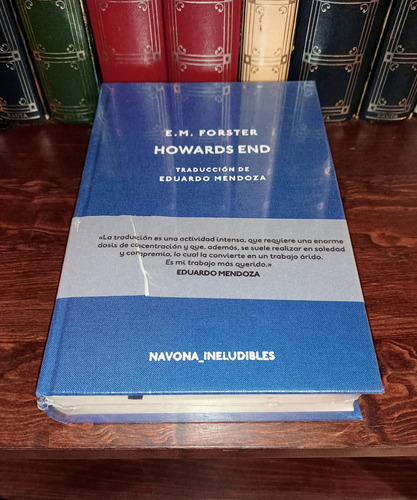 E.M. FORSTER
HOWARDS END
TRADUCCIÓN DE
EDUARDO MENDOZA
«La traducción es una actividad intensa, que requiere una enorme
dosis de concentración y que, además, se suele realizar en soledad
y compremia, lo cual la convierte en un trabajo árido.
Es mi trabajo más querido.»
EDUARDO MENDOZA
NAVONA_INELUDIBLES